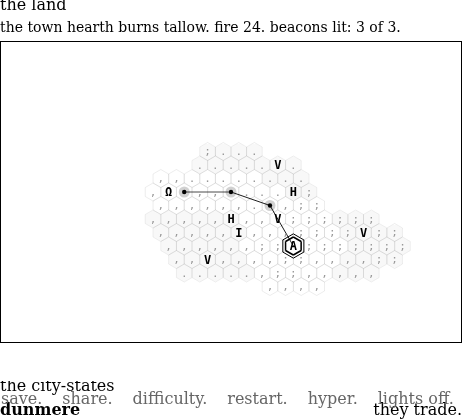 the land
the town hearth burns tallow. fire 24. beacons lit: 3 of 3.
V
Ω H
H V
I V
A
V
the city-states
save. share. difficulty. restart. hyper. lights off.
dunmere they trade.